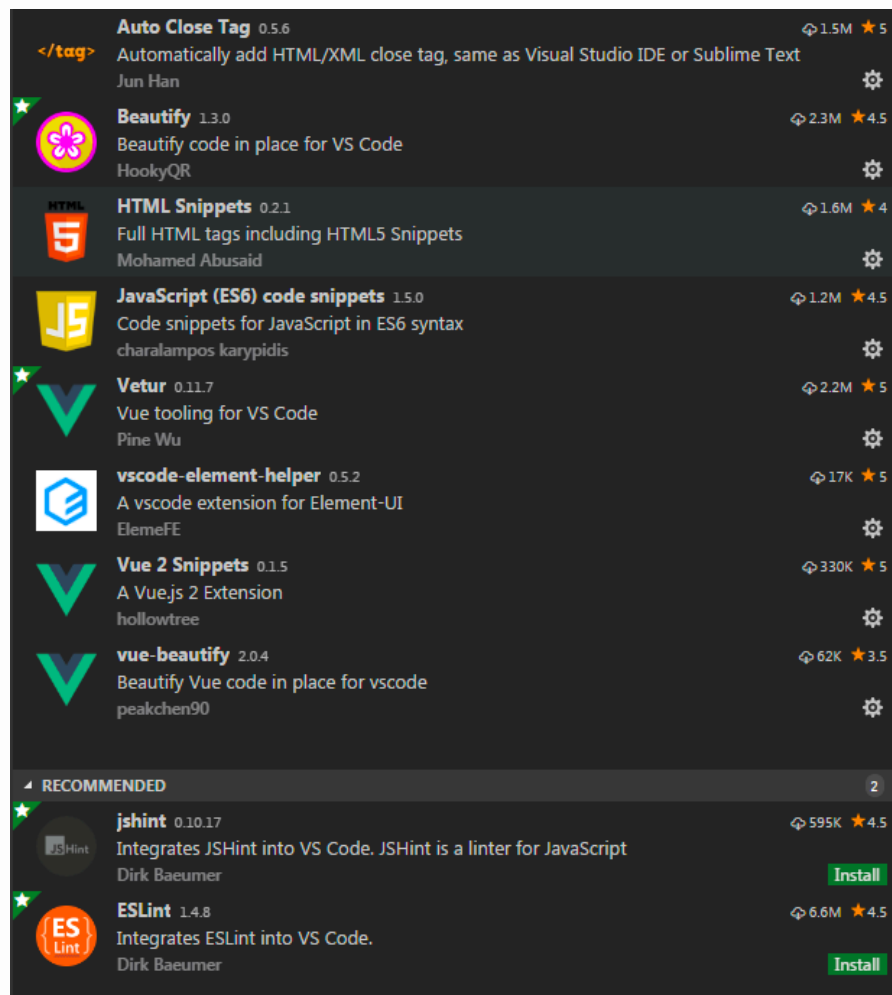 </tag>
Auto Close Tag 0.5.6 1.5M 5
Automatically add HTML/XML close tag, same as Visual Studio IDE or Sublime Text
Jun Han
Beautify 1.3.0 2.3M 4.5
Beautify code in place for VS Code
HookyQR
HTML
5
HTML Snippets 0.2.1 1.6M 4
Full HTML tags including HTML5 Snippets
Mohamed Abusaid
JS
JavaScript (ES6) code snippets 1.5.0 1.2M 4.5
Code snippets for JavaScript in ES6 syntax
charalampos karypidis
Vetur 0.11.7 2.2M 5
Vue tooling for VS Code
Pine Wu
vscode-element-helper 0.5.2 17K 5
A vscode extension for Element-UI
ElemeFE
Vue 2 Snippets 0.1.5 330K 5
A Vue.js 2 Extension
hollowtree
vue-beautify 2.0.4 62K 3.5
Beautify Vue code in place for vscode
peakchen90
RECOMMENDED 2
JSHint
jshint 0.10.17 595K 4.5
Integrates JSHint into VS Code. JSHint is a linter for JavaScript
Dirk Baeumer Install
{ES
Lint}
ESLint 1.4.8 6.6M 4.5
Integrates ESLint into VS Code.
Dirk Baeumer Install